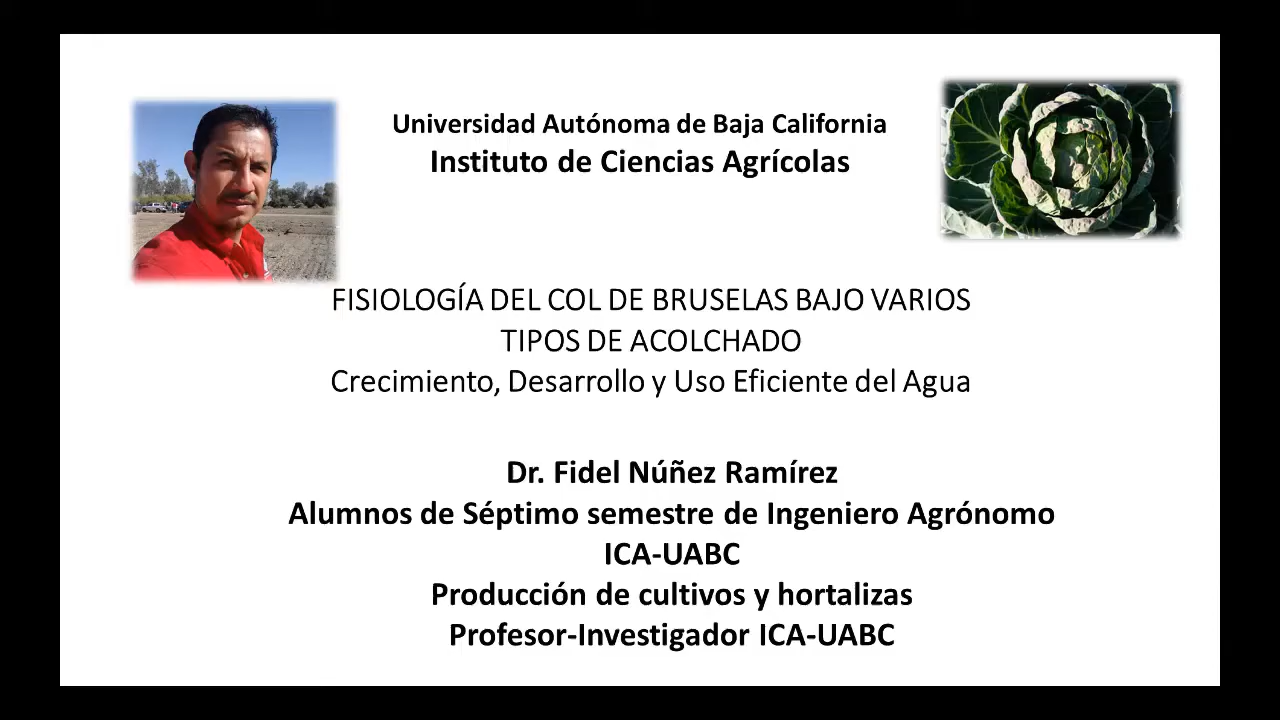 Universidad Autónoma de Baja California
Instituto de Ciencias Agrícolas
FISIOLOGÍA DEL COL DE BRUSELAS BAJO VARIOS
TIPOS DE ACOLCHADO
Crecimiento, Desarrollo y Uso Eficiente del Agua
Dr. Fidel Núñez Ramírez
Alumnos de Séptimo semestre de Ingeniero Agrónomo
ICA-UABC
Producción de cultivos y hortalizas
Profesor-Investigador ICA-UABC